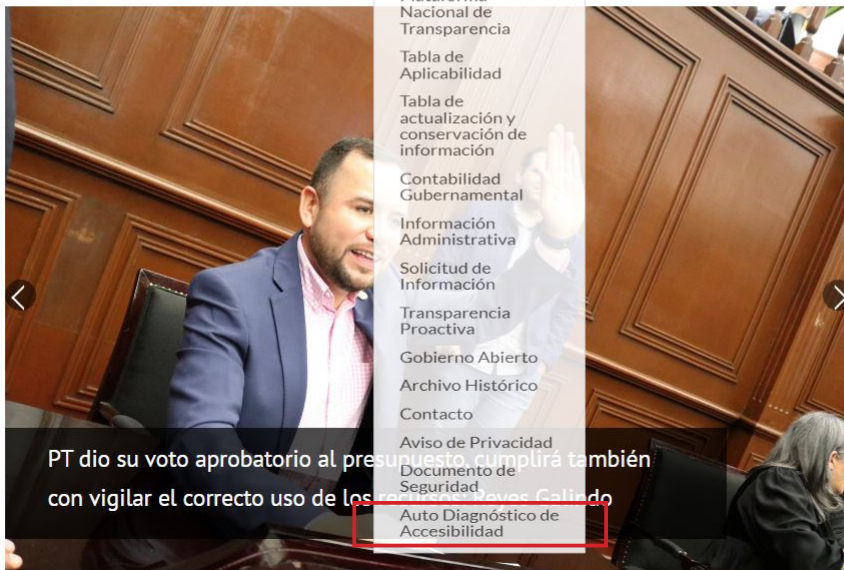 Plataforma
Nacional de
Transparencia
Tabla de
Aplicabilidad
Tabla de
actualización y
conservación de
información
Contabilidad
Gubernamental
Información
Administrativa
Solicitud de
Información
Transparencia
Proactiva
Gobierno Abierto
Archivo Histórico
Contacto
Aviso de Privacidad
Documento de
Seguridad
Auto Diagnóstico de
Accesibilidad
PT dio su voto aprobatorio al presupuesto, cumplirá también
con vigilar el correcto uso de los recursos: Reyes Galindo